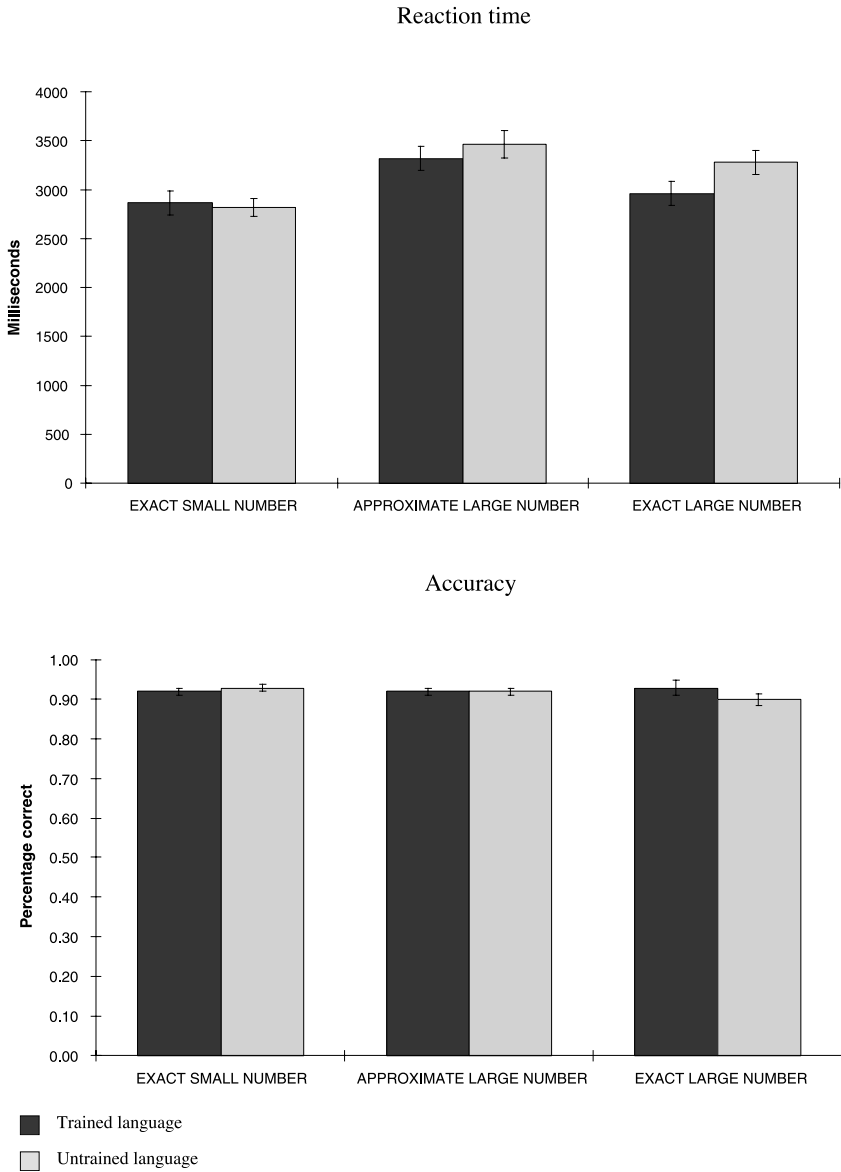 Reaction time
4000
3500
3000
2500
2000
1500
1000
500
0
Milliseconds
EXACT SMALL NUMBER APPROXIMATE LARGE NUMBER EXACT LARGE NUMBER
Accuracy
1.00
0.90
0.80
0.70
0.60
0.50
0.40
0.30
0.20
0.10
0.00
Percentage correct
EXACT SMALL NUMBER APPROXIMATE LARGE NUMBER EXACT LARGE NUMBER
Trained language
Untrained language